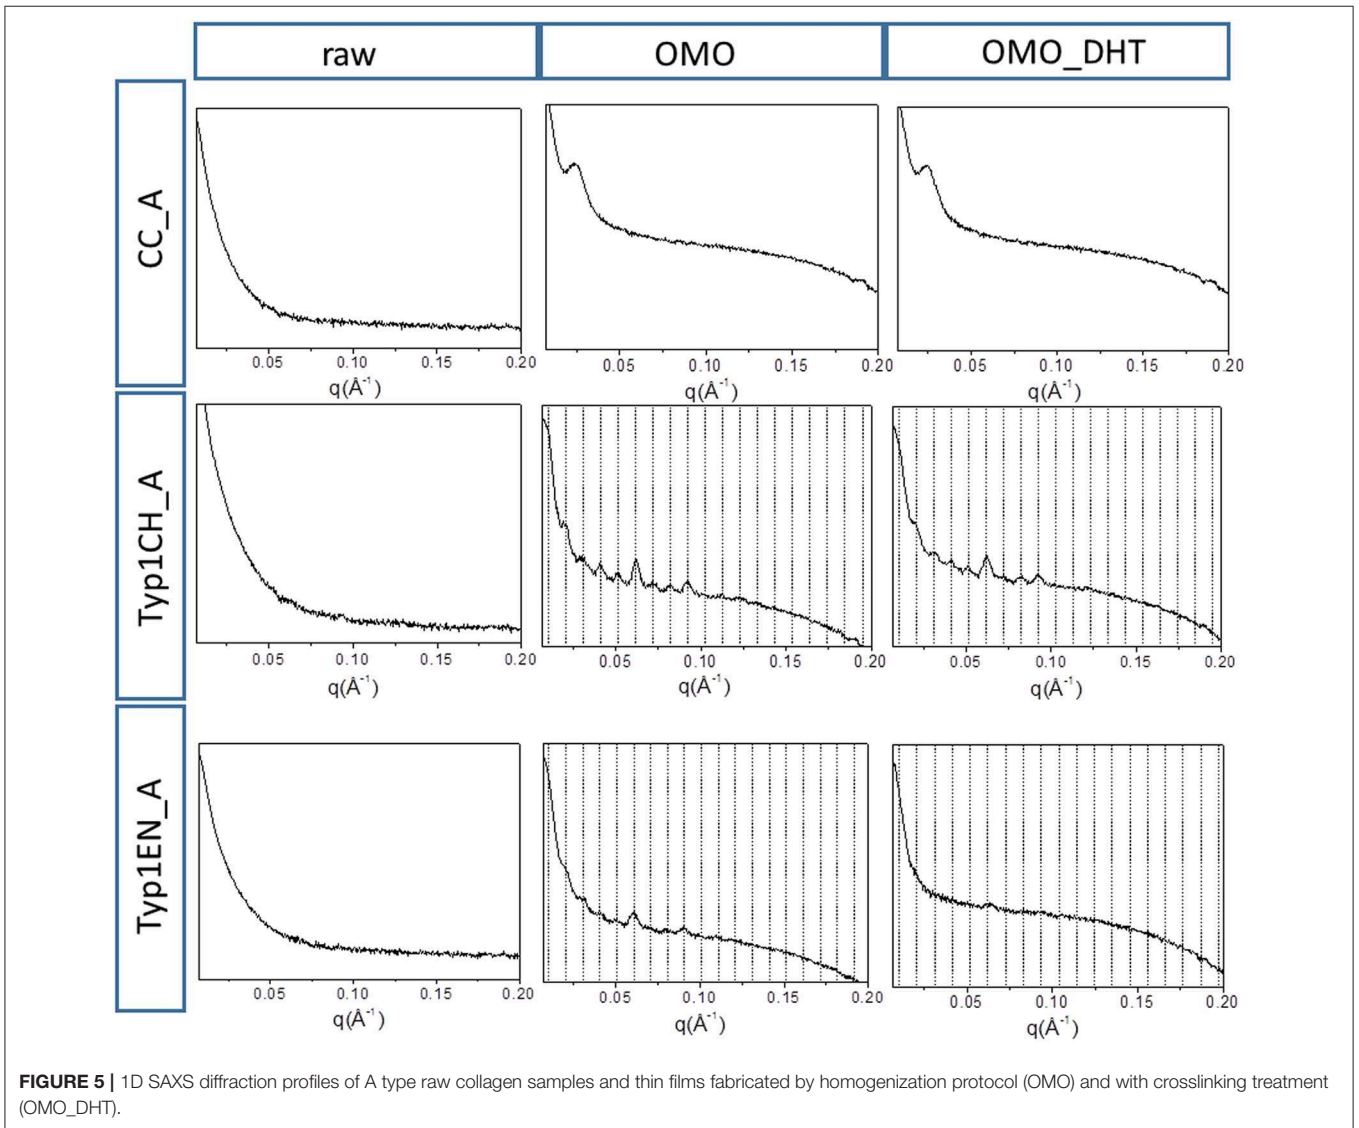 raw OMO OMO_DHT
CC_A
0.05 0.10 0.15 0.20
q(Å⁻¹)
0.05 0.10 0.15 0.20
q(Å⁻¹)
0.05 0.10 0.15 0.20
q(Å⁻¹)
Typ1CH_A
0.05 0.10 0.15 0.20
q(Å⁻¹)
0.05 0.10 0.15 0.20
q(Å⁻¹)
0.05 0.10 0.15 0.20
q(Å⁻¹)
Typ1EN_A
0.05 0.10 0.15 0.20
q(Å⁻¹)
0.05 0.10 0.15 0.20
q(Å⁻¹)
0.05 0.10 0.15 0.20
q(Å⁻¹)
FIGURE 5 | 1D SAXS diffraction profiles of A type raw collagen samples and thin films fabricated by homogenization protocol (OMO) and with crosslinking treatment
(OMO_DHT).